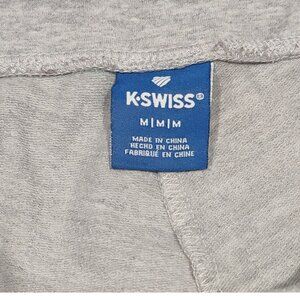 K·SWISS®
M|M|M
MADE IN CHINA
HECHO EN CHINA
FABRIQUÉ EN CHINE